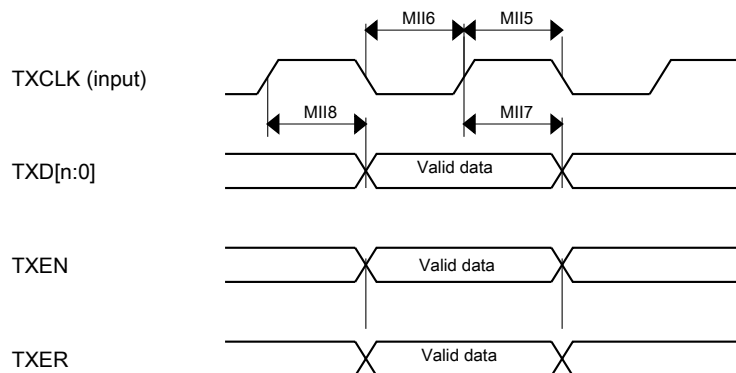 MII6 MII5
TXCLK (input)
MII8 MII7
TXD[n:0] Valid data
TXEN Valid data
TXER Valid data